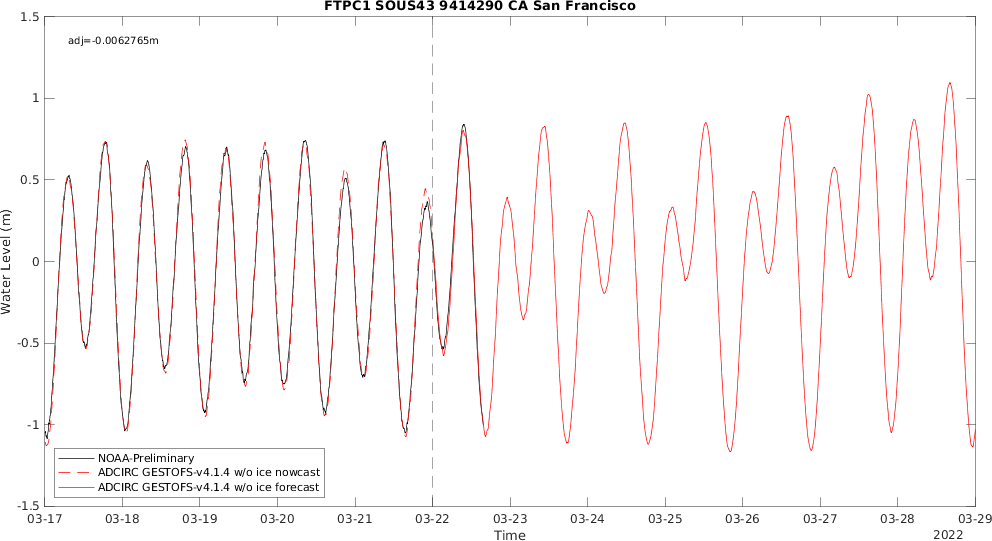 FTPC1 SOUS43 9414290 CA San Francisco
adj=-0.0062765m
1.5
1
0.5
0
-0.5
-1
-1.5
Water Level (m)
NOAA-Preliminary
ADCIRC GESTOFS-v4.1.4 w/o ice nowcast
ADCIRC GESTOFS-v4.1.4 w/o ice forecast
03-17 03-18 03-19 03-20 03-21 03-22 03-23 03-24 03-25 03-26 03-27 03-28 03-29
Time
2022